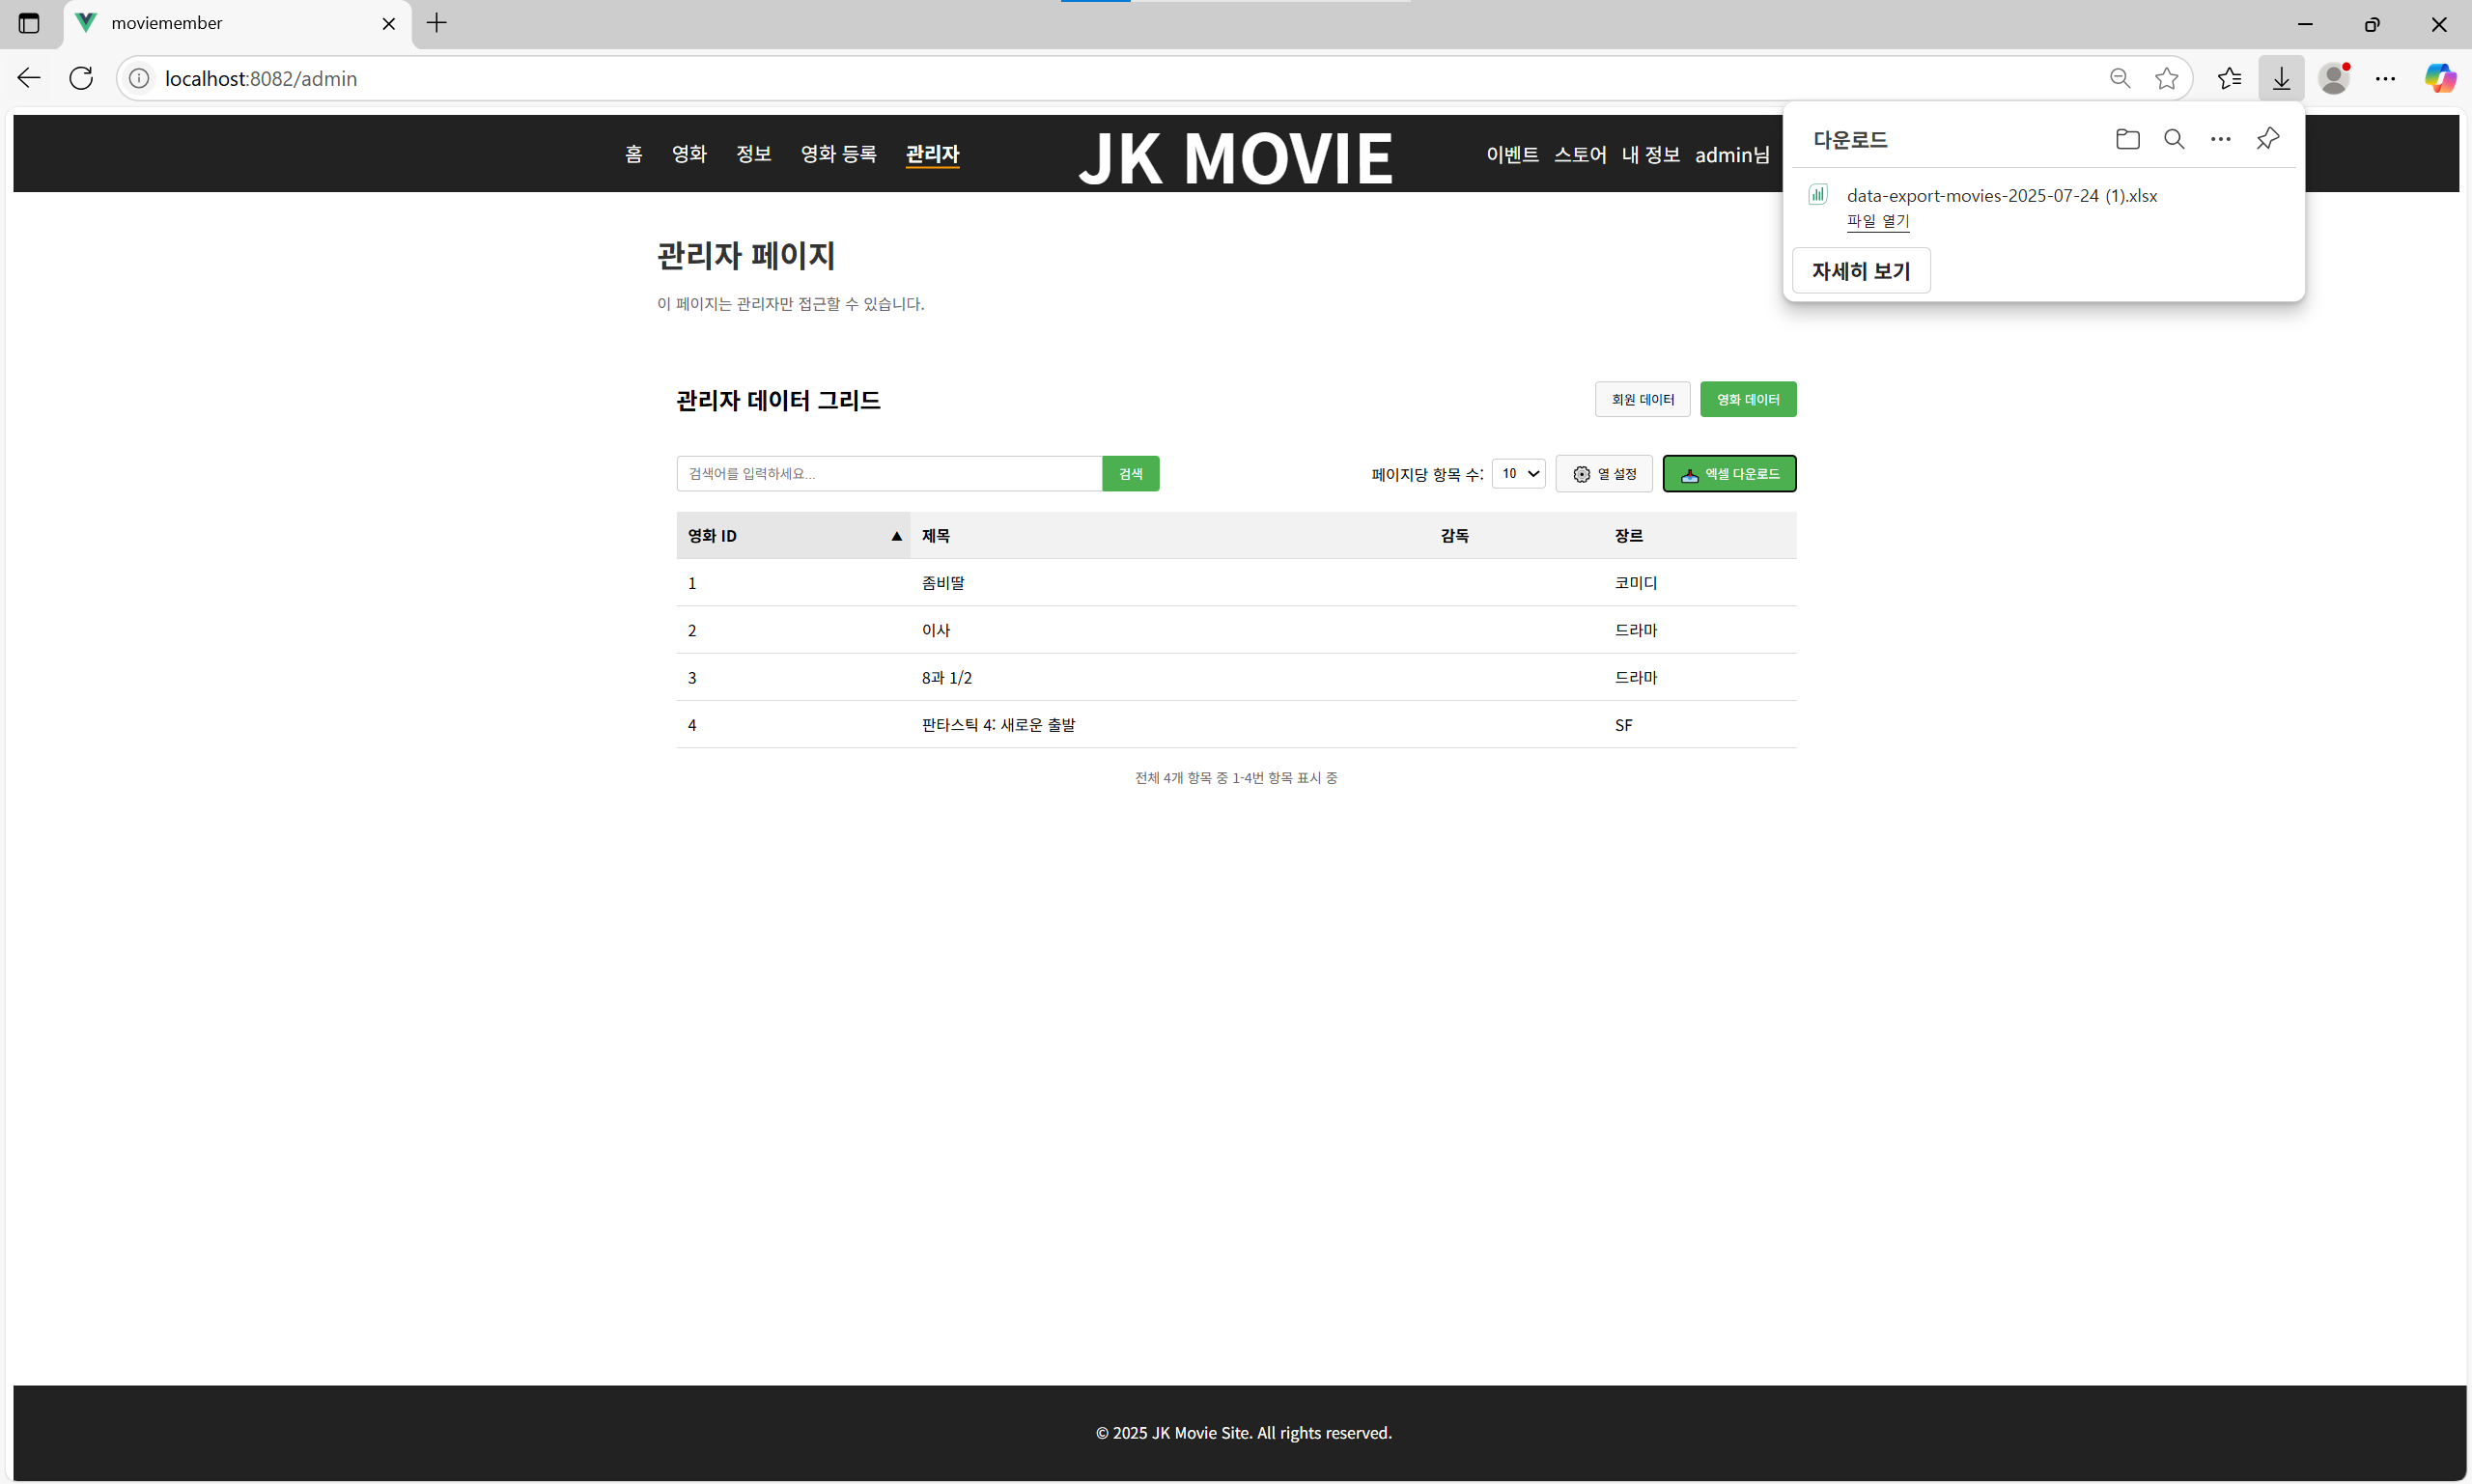 moviemember
localhost:8082/admin
홈 영화 정보 영화 등록 관리자 JK MOVIE 이벤트 스토어 내 정보 admin님
다운로드
data-export-movies-2025-07-24 (1).xlsx
파일 열기
자세히 보기
관리자 페이지
이 페이지는 관리자만 접근할 수 있습니다.
관리자 데이터 그리드 회원 데이터 영화 데이터
검색어를 입력하세요... 검색 페이지당 항목 수: 10 열 설정 엑셀 다운로드
영화 ID ▲ 제목 감독 장르
1 좀비딸 코미디
2 이사 드라마
3 8과 1/2 드라마
4 판타스틱 4: 새로운 출발 SF
전체 4개 항목 중 1-4번 항목 표시 중
© 2025 JK Movie Site. All rights reserved.